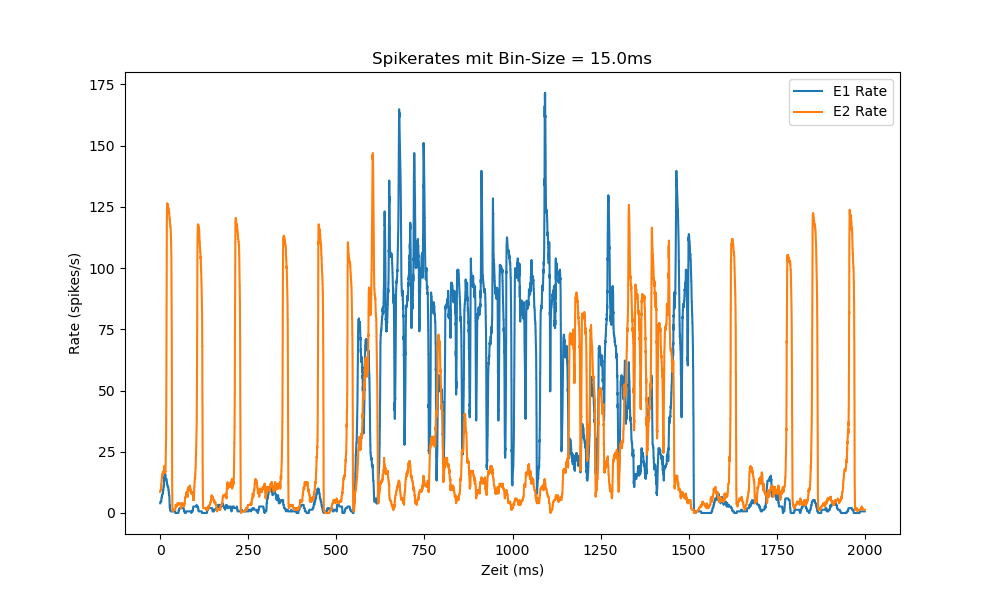 Spikerates mit Bin-Size = 15.0ms
E1 Rate
E2 Rate
175
150
125
100
75
50
25
0
Rate (spikes/s)
0 250 500 750 1000 1250 1500 1750 2000
Zeit (ms)